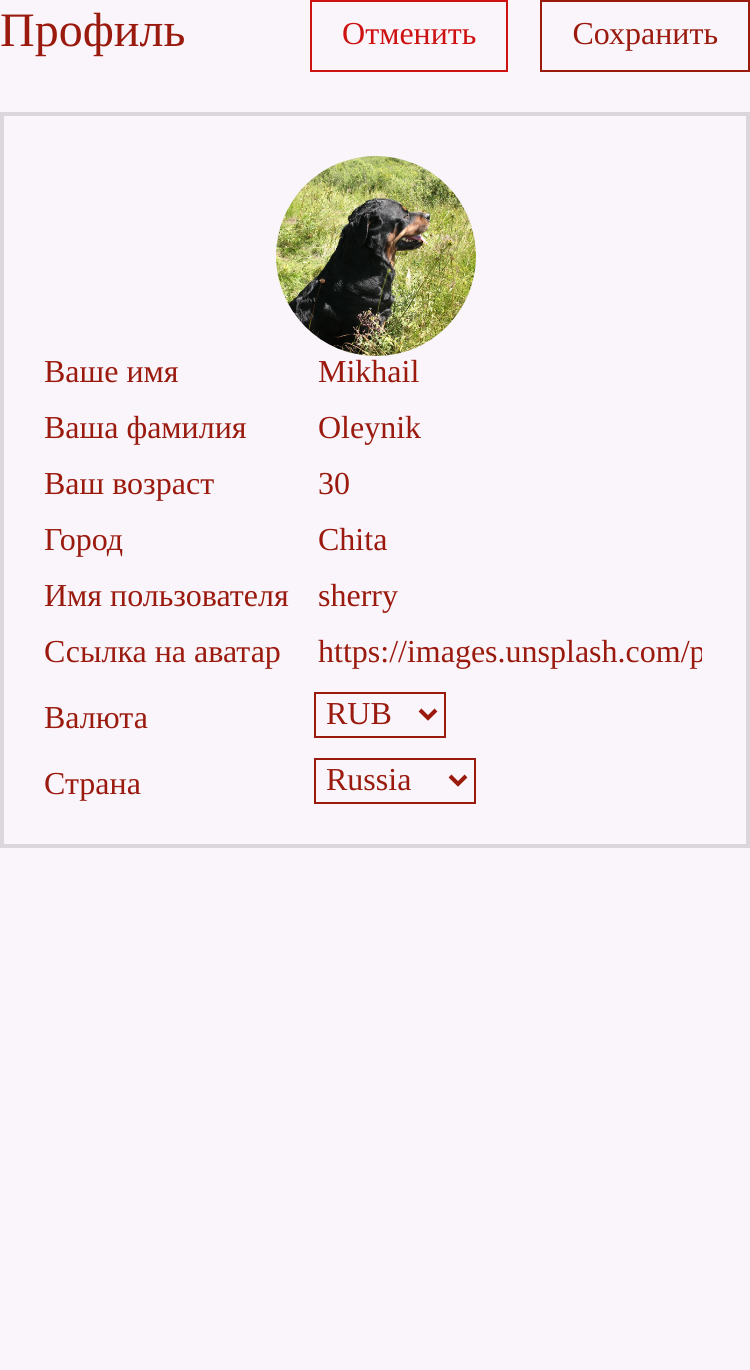 Профиль Отменить Сохранить
Ваше имя Mikhail
Ваша фамилия Oleynik
Ваш возраст 30
Город Chita
Имя пользователя sherry
Ссылка на аватар https://images.unsplash.com/p
Валюта RUB
Страна Russia